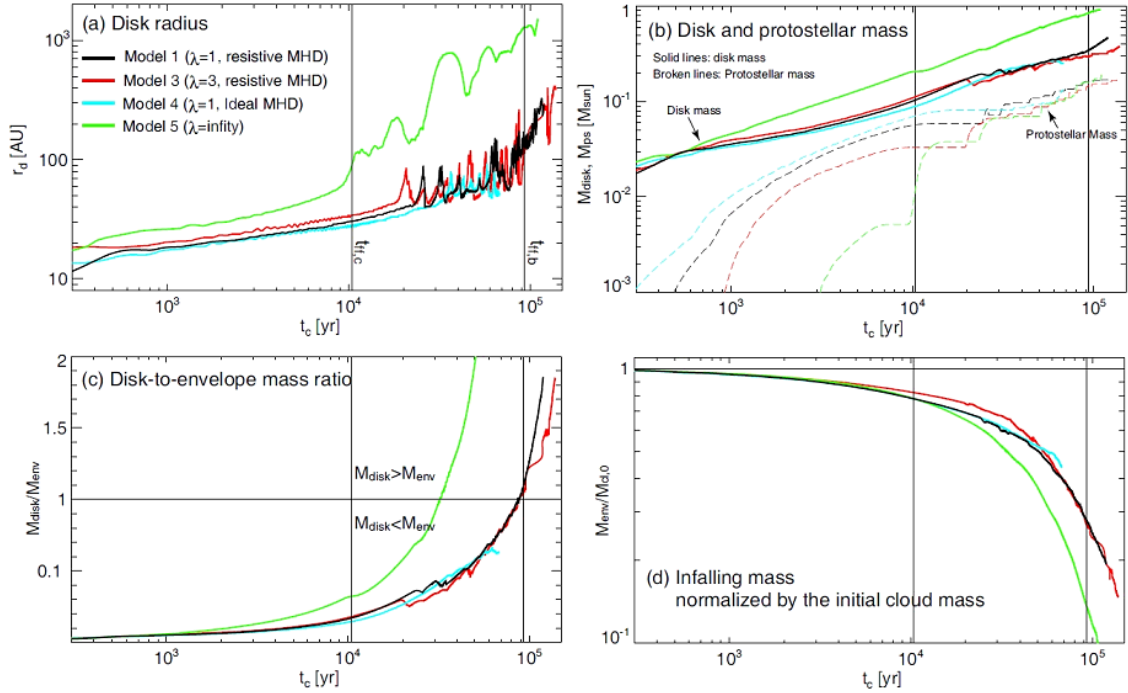 (a) Disk radius
10³
100
10
r_d [AU]
Model 1 (λ=1, resistive MHD)
Model 3 (λ=3, resistive MHD)
Model 4 (λ=1, Ideal MHD)
Model 5 (λ=infity)
t_ff,c
t_ff,b
10³
10⁴
10⁵
t_c [yr]
(b) Disk and protostellar mass
1
10⁻¹
10⁻²
10⁻³
M_disk, M_ps [M_sun]
Solid lines: disk mass
Broken lines: Protostellar mass
Disk mass
Protostellar Mass
10³
10⁴
10⁵
t_c [yr]
(c) Disk-to-envelope mass ratio
2
1.5
1
0.1
M_disk/M_env
M_disk>M_env
M_disk<M_env
10³
10⁴
10⁵
t_c [yr]
1
10⁻¹
M_env/M_cl,0
(d) Infalling mass
normalized by the initial cloud mass
10³
10⁴
10⁵
t_c [yr]